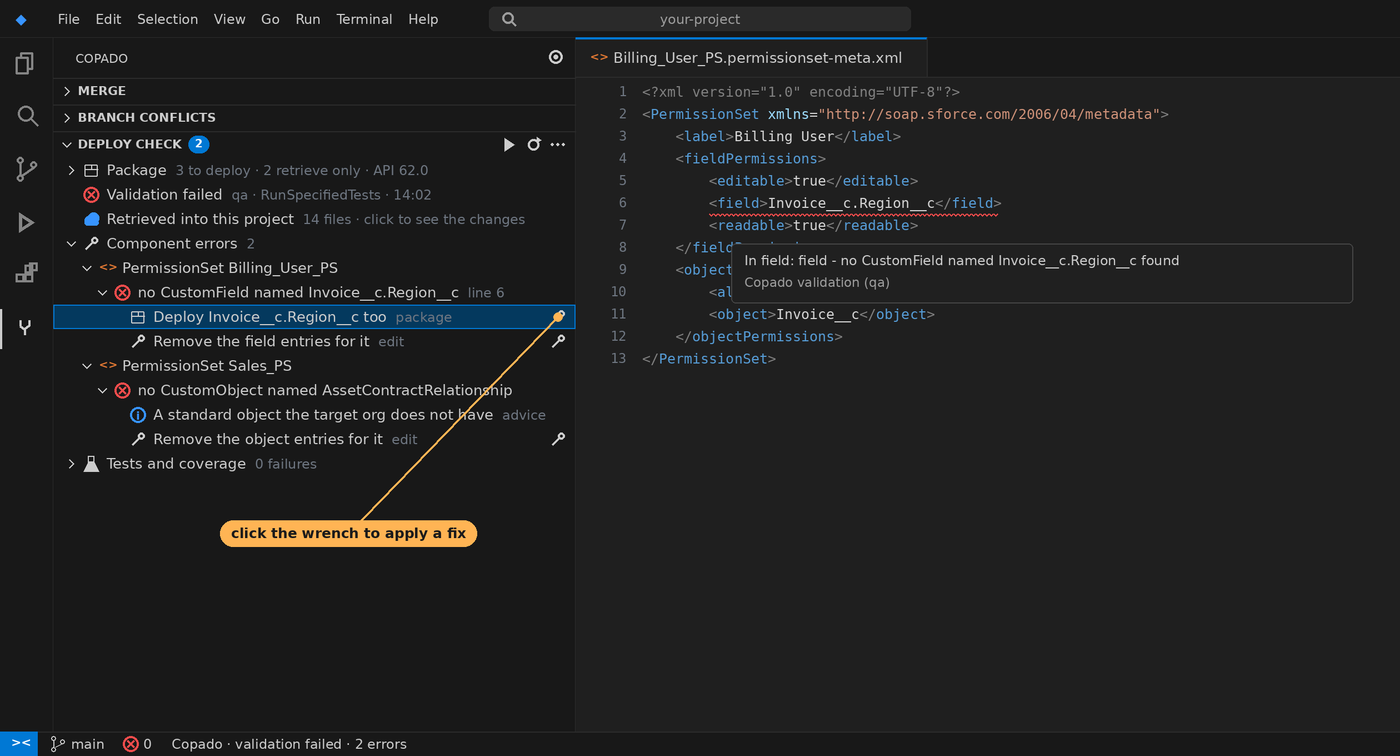 File Edit Selection View Go Run Terminal Help
your-project
COPADO
MERGE
BRANCH CONFLICTS
DEPLOY CHECK 2
Package 3 to deploy · 2 retrieve only · API 62.0
Validation failed qa · RunSpecifiedTests · 14:02
Retrieved into this project 14 files · click to see the changes
Component errors 2
<> PermissionSet Billing_User_PS
no CustomField named Invoice__c.Region__c line 6
Deploy Invoice__c.Region__c too package
Remove the field entries for it edit
<> PermissionSet Sales_PS
no CustomObject named AssetContractRelationship
A standard object the target org does not have advice
Remove the object entries for it edit
Tests and coverage 0 failures
click the wrench to apply a fix
<> Billing_User_PS.permissionset-meta.xml
1 <?xml version="1.0" encoding="UTF-8"?>
2 <PermissionSet xmlns="http://soap.sforce.com/2006/04/metadata">
3 <label>Billing User</label>
4 <fieldPermissions>
5 <editable>true</editable>
6 <field>Invoice__c.Region__c</field>
7 <readable>true</readable>
8 </field
9 <object
10 <al
11 <object>Invoice__c</object>
12 </objectPermissions>
13 </PermissionSet>
In field: field - no CustomField named Invoice__c.Region__c found
Copado validation (qa)
>< main 0 Copado · validation failed · 2 errors